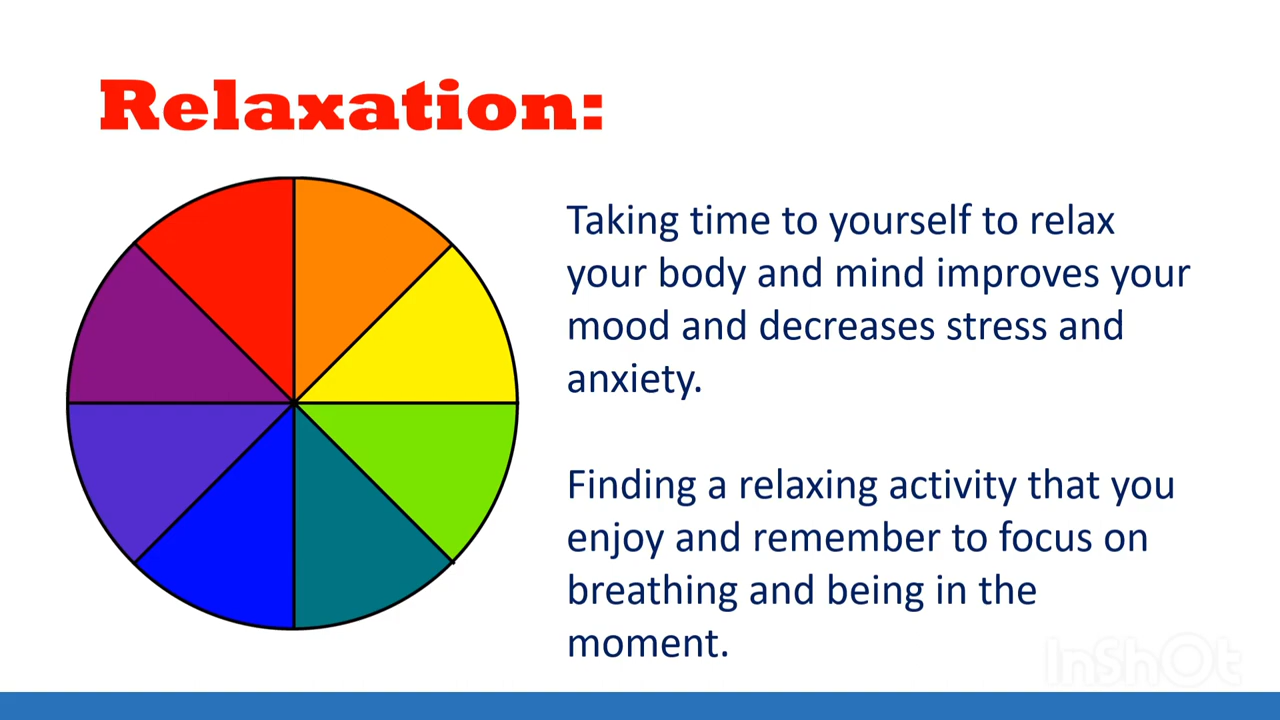 Relaxation:
Taking time to yourself to relax
your body and mind improves your
mood and decreases stress and
anxiety.
Finding a relaxing activity that you
enjoy and remember to focus on
breathing and being in the
moment.
InShOt